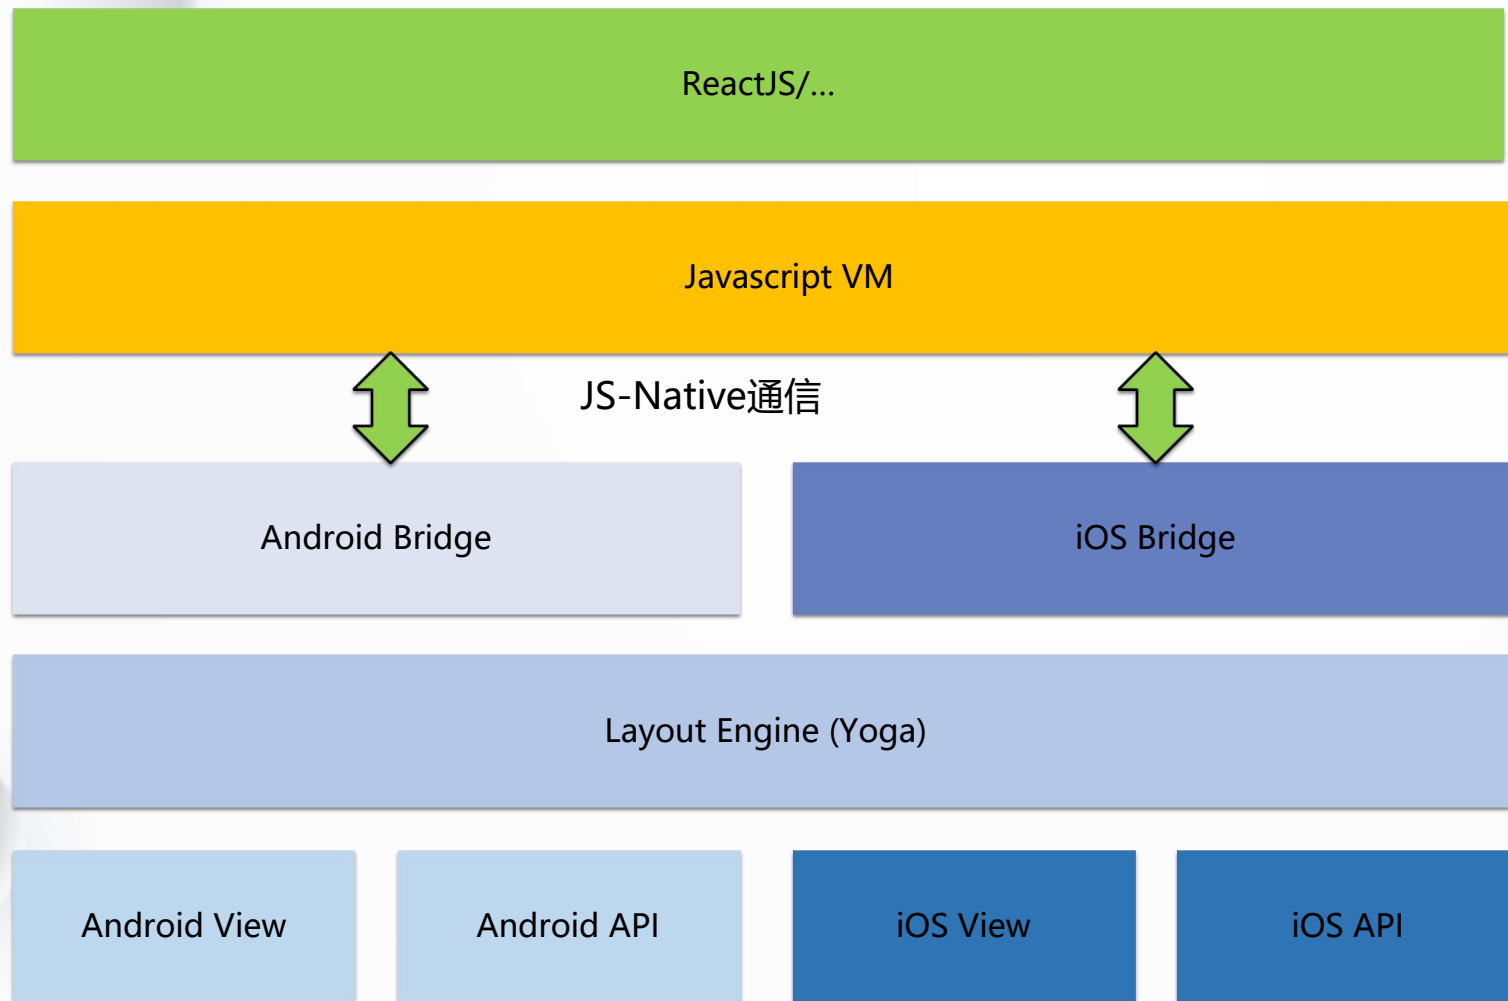 ReactJS/...
Javascript VM
JS-Native通信
Android Bridge
iOS Bridge
Layout Engine (Yoga)
Android View
Android API
iOS View
iOS API